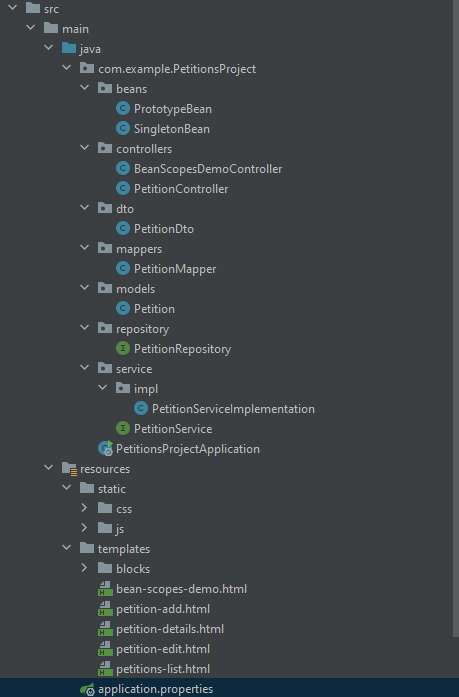 src
main
java
com.example.PetitionsProject
beans
C PrototypeBean
C SingletonBean
controllers
C BeanScopesDemoController
C PetitionController
dto
C PetitionDto
mappers
C PetitionMapper
models
C Petition
repository
I PetitionRepository
service
impl
C PetitionServiceImplementation
I PetitionService
C PetitionsProjectApplication
resources
static
css
js
templates
blocks
H bean-scopes-demo.html
H petition-add.html
H petition-details.html
H petition-edit.html
H petitions-list.html
application.properties